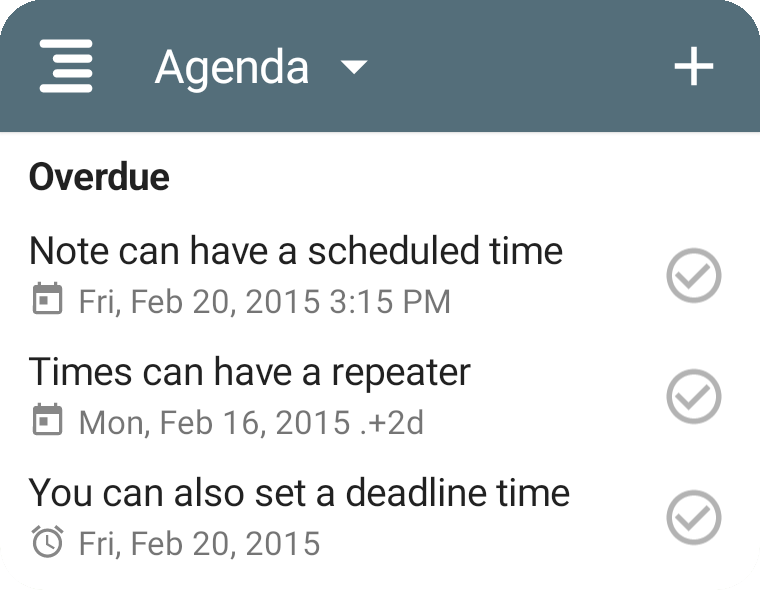 Agenda
Overdue
Note can have a scheduled time
Fri, Feb 20, 2015 3:15 PM
Times can have a repeater
Mon, Feb 16, 2015 .+2d
You can also set a deadline time
Fri, Feb 20, 2015